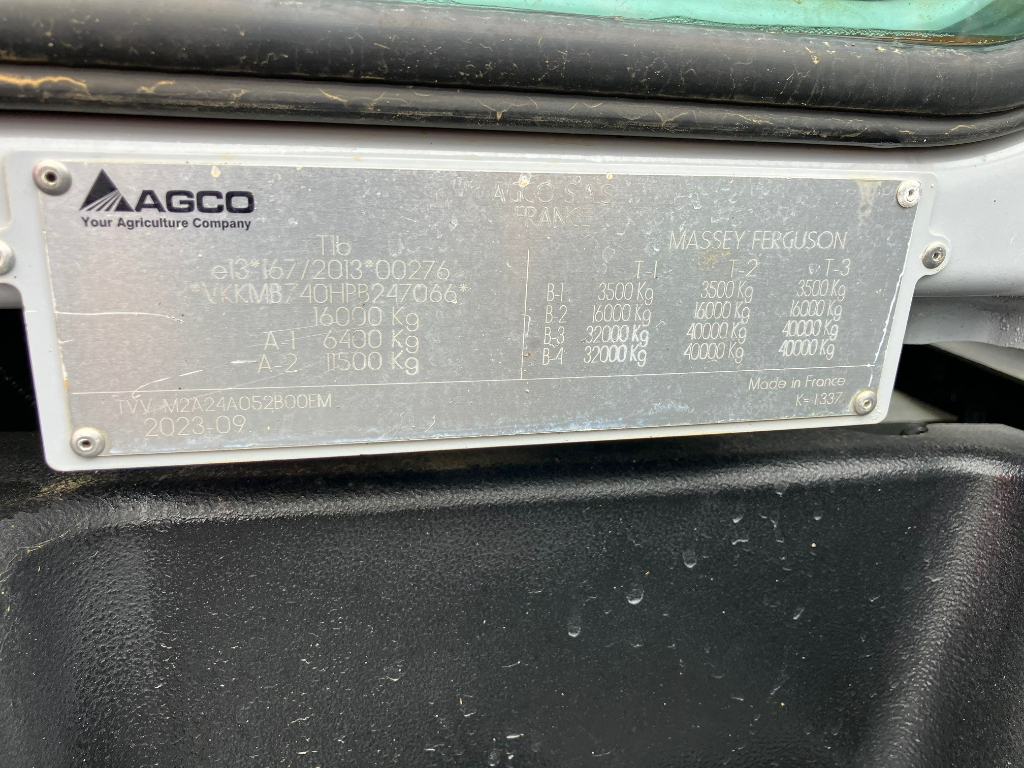 AGCO
Your Agriculture Company
AGCO S.A.S
FRAN
T1b
e13*167/2013*00276
*VKKMB740HPB247066*
16000 Kg
A-1 6400 Kg
A-2 11500 Kg
MASSEY FERGUSON
T-1 T-2 T-3
B-1 3500 Kg 3500 Kg 3500 Kg
B-2 16000 Kg 16000 Kg 16000 Kg
B-3 32000 Kg 40000 Kg 40000 Kg
B-4 32000 Kg 40000 Kg 40000 Kg
TVV M2A24A052B00EM
2023-09
Made in France
K=1337